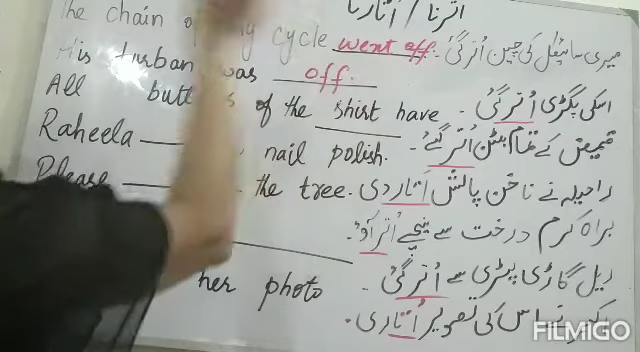 اترنا / اتارنا
The chain cycle went off. میری سائیکل کی چین اُتر گئی
His turban was off. اسکی پگڑی اُتر گئی۔
All of the shirt have قمیض کے تمام بٹن اُتر گئے۔
Raheela nail polish. راحیلہ نے ناخن پالش اُتار دی
Please the tree. براہ کرم درخت سے نیچے اُتر آؤ۔
ریل گاڑی پٹری سے اُتر گئی۔
her photo نے اس کی تصویر اُتاری۔
FILMIGO